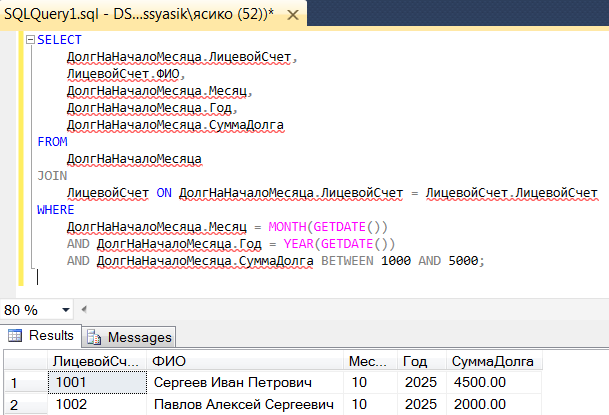 SQLQuery1.sql - DS...ssyasik\ясико (52))*
SELECT
ДолгНаНачалоМесяца.ЛицевойСчет,
ЛицевойСчет.ФИО,
ДолгНаНачалоМесяца.Месяц,
ДолгНаНачалоМесяца.Год,
ДолгНаНачалоМесяца.СуммаДолга
FROM
ДолгНаНачалоМесяца
JOIN
ЛицевойСчет ON ДолгНаНачалоМесяца.ЛицевойСчет = ЛицевойСчет.ЛицевойСчет
WHERE
ДолгНаНачалоМесяца.Месяц = MONTH(GETDATE())
AND ДолгНаНачалоМесяца.Год = YEAR(GETDATE())
AND ДолгНаНачалоМесяца.СуммаДолга BETWEEN 1000 AND 5000;
80 %
Results Messages
ЛицевойСч... ФИО Мес... Год СуммаДолга
1 1001 Сергеев Иван Петрович 10 2025 4500.00
2 1002 Павлов Алексей Сергеевич 10 2025 2000.00